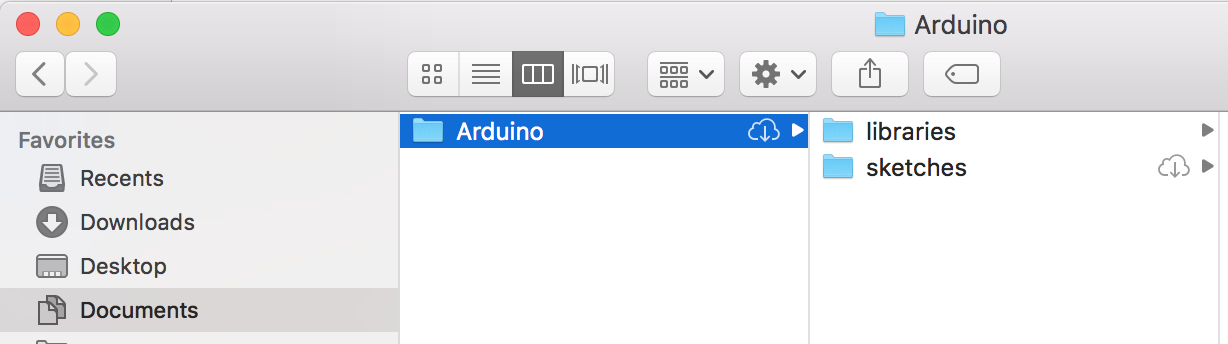 Arduino
Favorites
Recents
Downloads
Desktop
Documents
Arduino
libraries
sketches